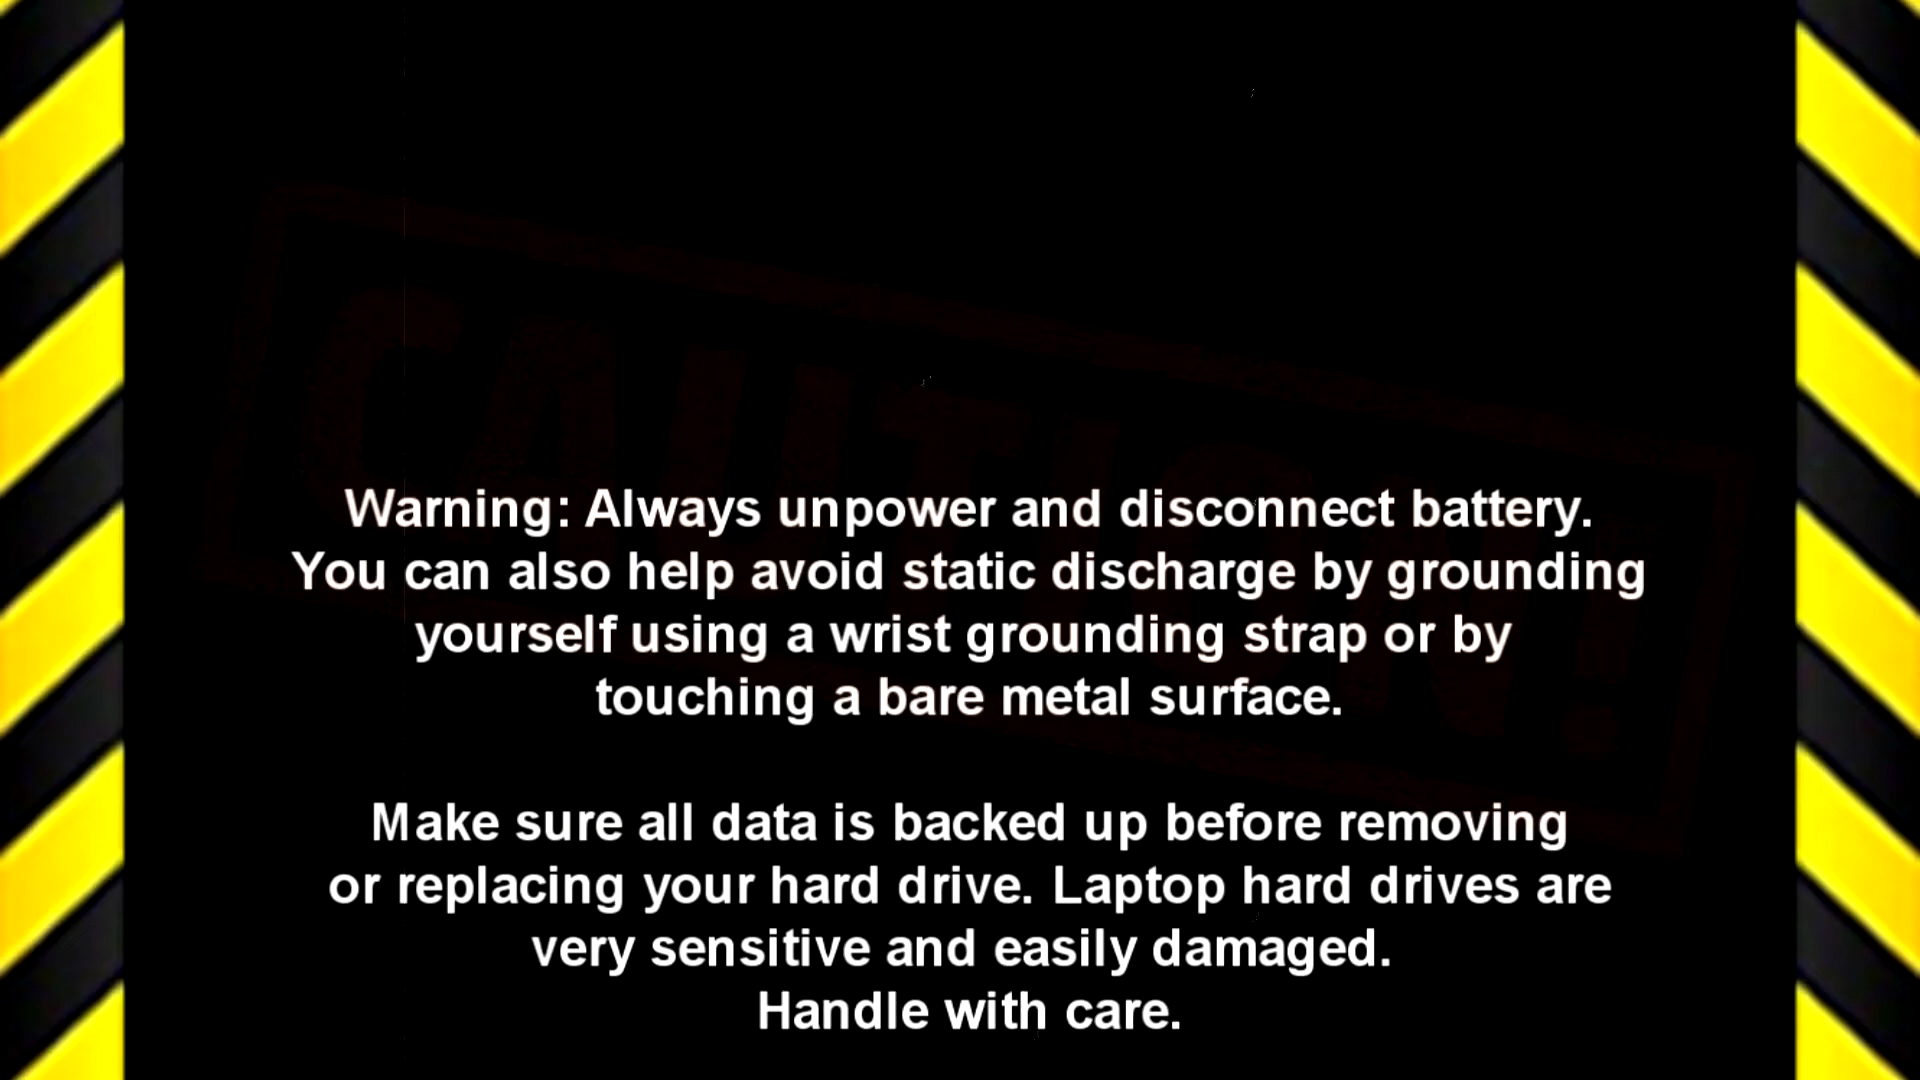 CAUTION!
Warning: Always unpower and disconnect battery.
You can also help avoid static discharge by grounding
yourself using a wrist grounding strap or by
touching a bare metal surface.
Make sure all data is backed up before removing
or replacing your hard drive. Laptop hard drives are
very sensitive and easily damaged.
Handle with care.